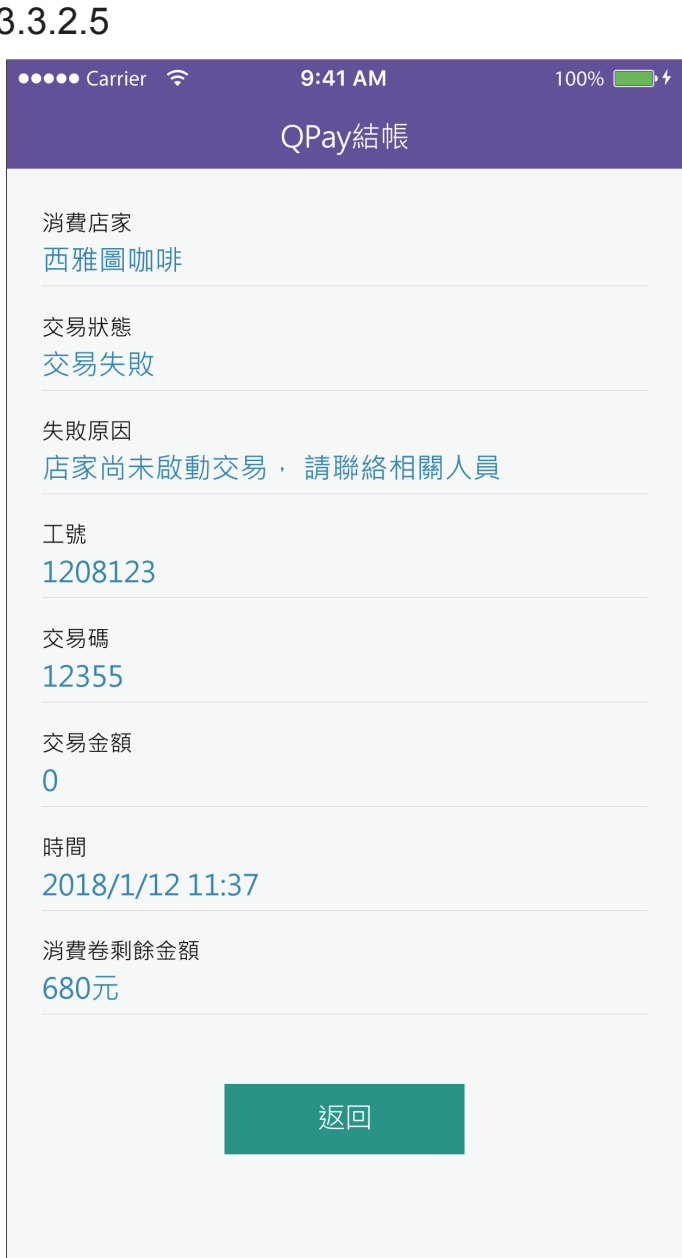 3.3.2.5
Carrier 9:41 AM 100%
QPay結帳
消費店家
西雅圖咖啡
交易狀態
交易失敗
失敗原因
店家尚未啟動交易，請聯絡相關人員
工號
1208123
交易碼
12355
交易金額
0
時間
2018/1/12 11:37
消費卷剩餘金額
680元
返回